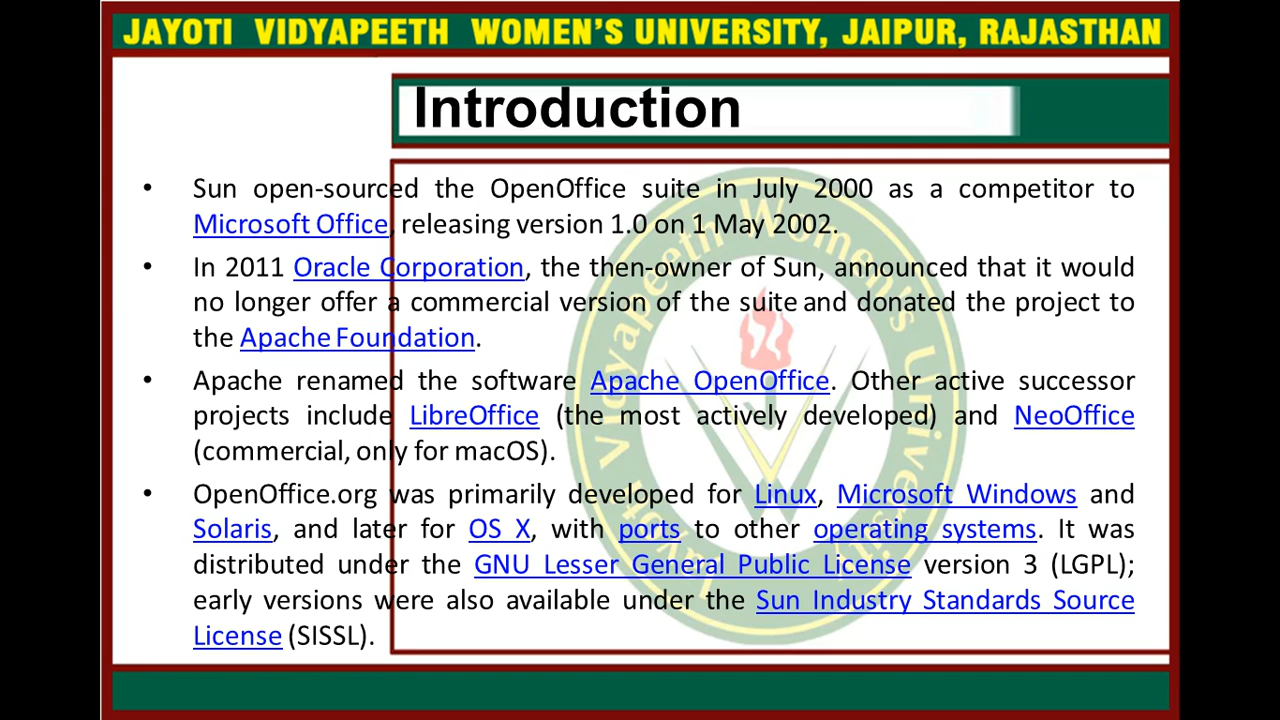 JAYOTI VIDYAPEETH WOMEN'S UNIVERSITY, JAIPUR, RAJASTHAN
Introduction
• Sun open-sourced the OpenOffice suite in July 2000 as a competitor to
Microsoft Office, releasing version 1.0 on 1 May 2002.
• In 2011 Oracle Corporation, the then-owner of Sun, announced that it would
no longer offer a commercial version of the suite and donated the project to
the Apache Foundation.
• Apache renamed the software Apache OpenOffice. Other active successor
projects include LibreOffice (the most actively developed) and NeoOffice
(commercial, only for macOS).
• OpenOffice.org was primarily developed for Linux, Microsoft Windows and
Solaris, and later for OS X, with ports to other operating systems. It was
distributed under the GNU Lesser General Public License version 3 (LGPL);
early versions were also available under the Sun Industry Standards Source
License (SISSL).
Jayoti Vidyapeeth Women's University